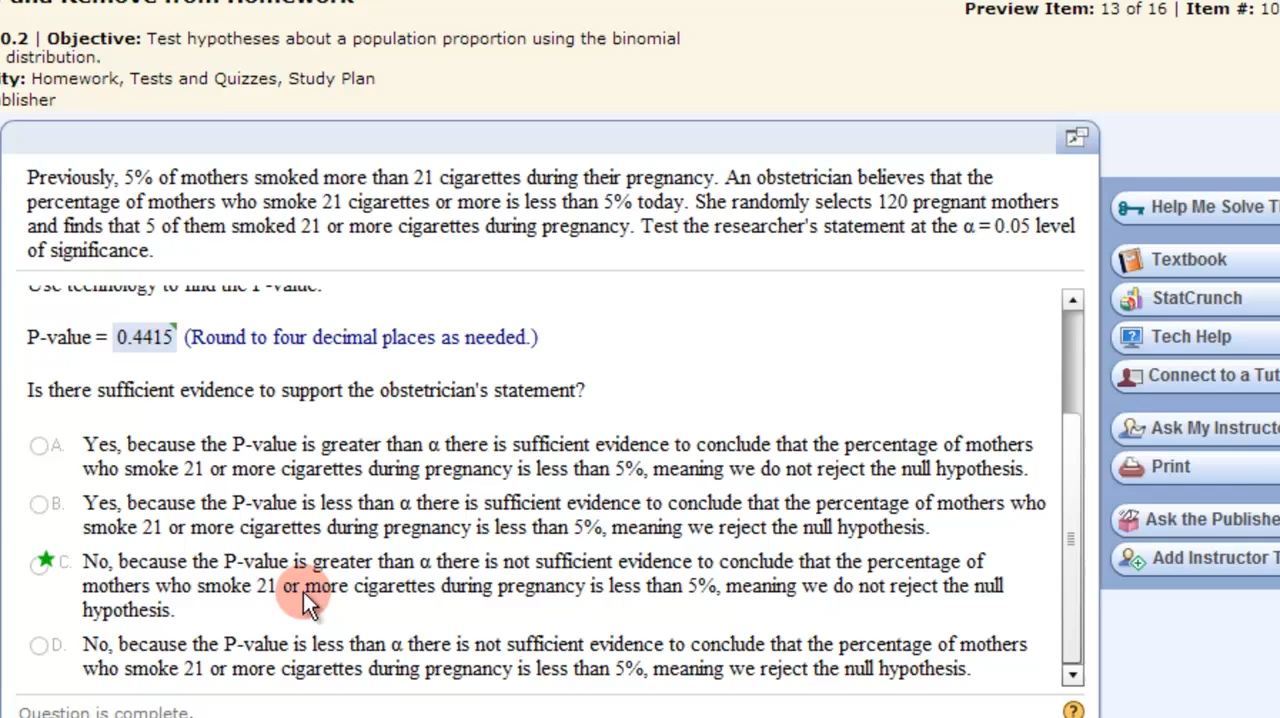 and Remove from Homework
Preview Item: 13 of 16 | Item #: 10
0.2 | Objective: Test hypotheses about a population proportion using the binomial
distribution.
ity: Homework, Tests and Quizzes, Study Plan
ublisher
Previously, 5% of mothers smoked more than 21 cigarettes during their pregnancy. An obstetrician believes that the
percentage of mothers who smoke 21 cigarettes or more is less than 5% today. She randomly selects 120 pregnant mothers
and finds that 5 of them smoked 21 or more cigarettes during pregnancy. Test the researcher's statement at the α = 0.05 level
of significance.
Use technology to find the P-value.
P-value = 0.4415 (Round to four decimal places as needed.)
Is there sufficient evidence to support the obstetrician's statement?
A. Yes, because the P-value is greater than α there is sufficient evidence to conclude that the percentage of mothers
who smoke 21 or more cigarettes during pregnancy is less than 5%, meaning we do not reject the null hypothesis.
B. Yes, because the P-value is less than α there is sufficient evidence to conclude that the percentage of mothers who
smoke 21 or more cigarettes during pregnancy is less than 5%, meaning we reject the null hypothesis.
C. No, because the P-value is greater than α there is not sufficient evidence to conclude that the percentage of
mothers who smoke 21 or more cigarettes during pregnancy is less than 5%, meaning we do not reject the null
hypothesis.
D. No, because the P-value is less than α there is not sufficient evidence to conclude that the percentage of mothers
who smoke 21 or more cigarettes during pregnancy is less than 5%, meaning we reject the null hypothesis.
Question is complete.
?
Help Me Solve T
Textbook
StatCrunch
Tech Help
Connect to a Tut
Ask My Instructo
Print
Ask the Publishe
Add Instructor T